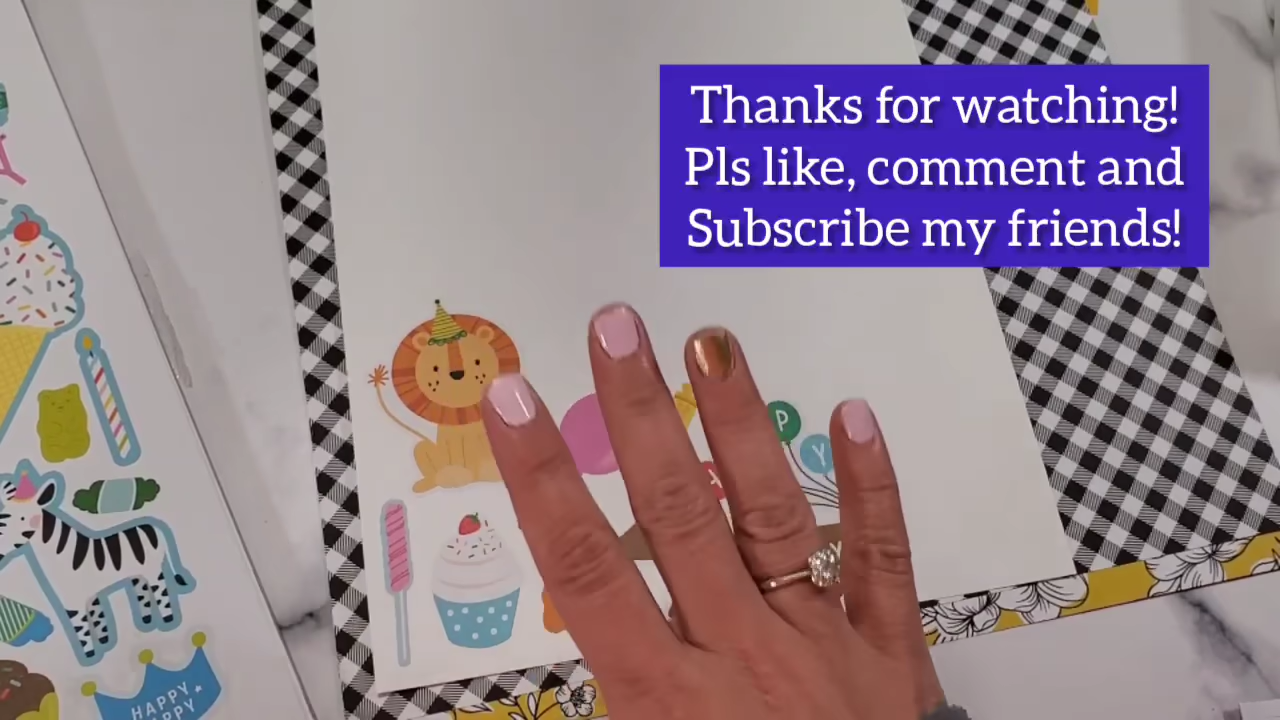 Thanks for watching!
Pls like, comment and
Subscribe my friends!
P
Y
HAPPY